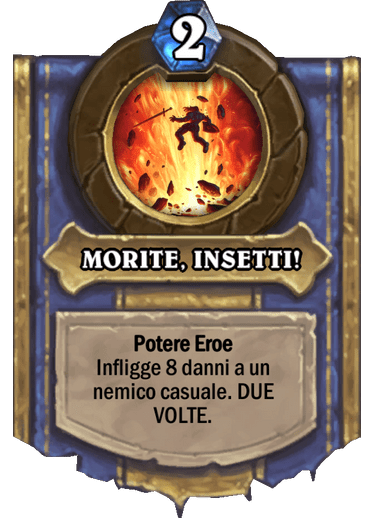 2
MORITE, INSETTI!
Potere Eroe
Infligge 8 danni a un
nemico casuale. DUE
VOLTE.